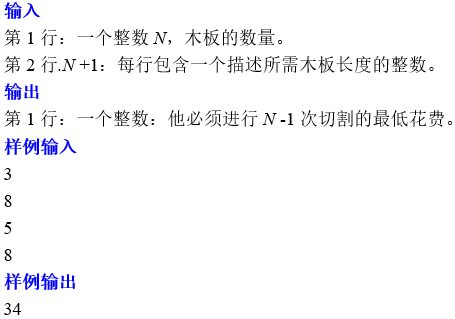 输入
第 1 行：一个整数 N，木板的数量。
第 2 行.N +1：每行包含一个描述所需木板长度的整数。
输出
第 1 行：一个整数：他必须进行 N -1 次切割的最低花费。
样例输入
3
8
5
8
样例输出
34